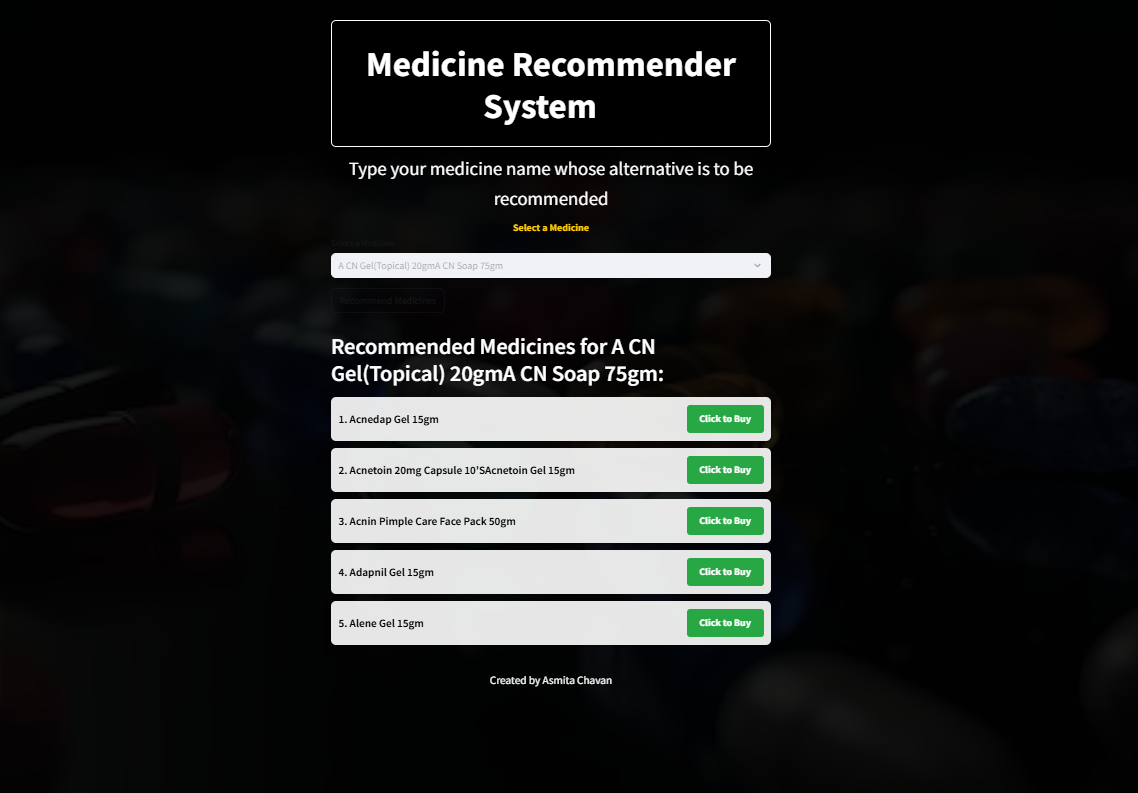 Medicine Recommender
System
Type your medicine name whose alternative is to be
recommended
Select a Medicine
Select a Medicine
A CN Gel(Topical) 20gmA CN Soap 75gm
Recommend Medicines
Recommended Medicines for A CN
Gel(Topical) 20gmA CN Soap 75gm:
1. Acnedap Gel 15gm Click to Buy
2. Acnetoin 20mg Capsule 10'SAcnetoin Gel 15gm Click to Buy
3. Acnin Pimple Care Face Pack 50gm Click to Buy
4. Adapnil Gel 15gm Click to Buy
5. Alene Gel 15gm Click to Buy
Created by Asmita Chavan